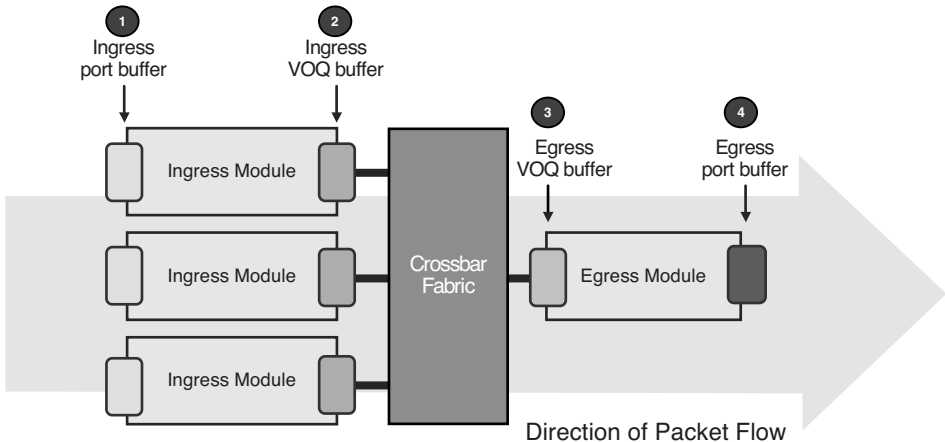 1
Ingress
port buffer
2
Ingress
VOQ buffer
3
Egress
VOQ buffer
4
Egress
port buffer
Ingress Module
Ingress Module
Ingress Module
Crossbar
Fabric
Egress Module
Direction of Packet Flow